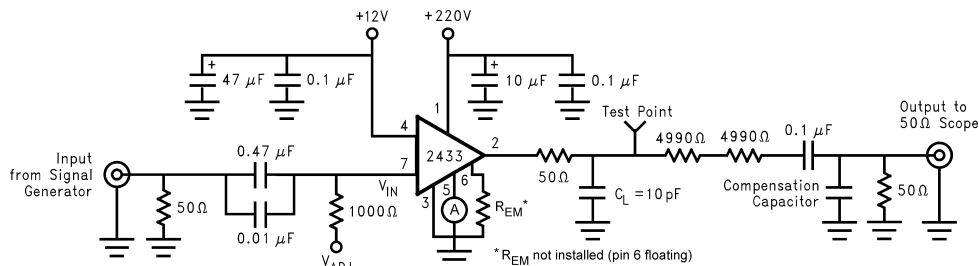 +12V
+220V
+
47 μF
0.1 μF
+
10 μF
0.1 μF
1
Test Point
Output to
50Ω Scope
4
2
4990Ω
4990Ω
0.1 μF
Input
from Signal
Generator
0.47 μF
7
2433
6
5
3
V_IN
50Ω
A
R_EM*
C_L = 10pF
Compensation
Capacitor
50Ω
50Ω
1000Ω
0.01 μF
V_ADJ
* R_EM not installed (pin 6 floating)